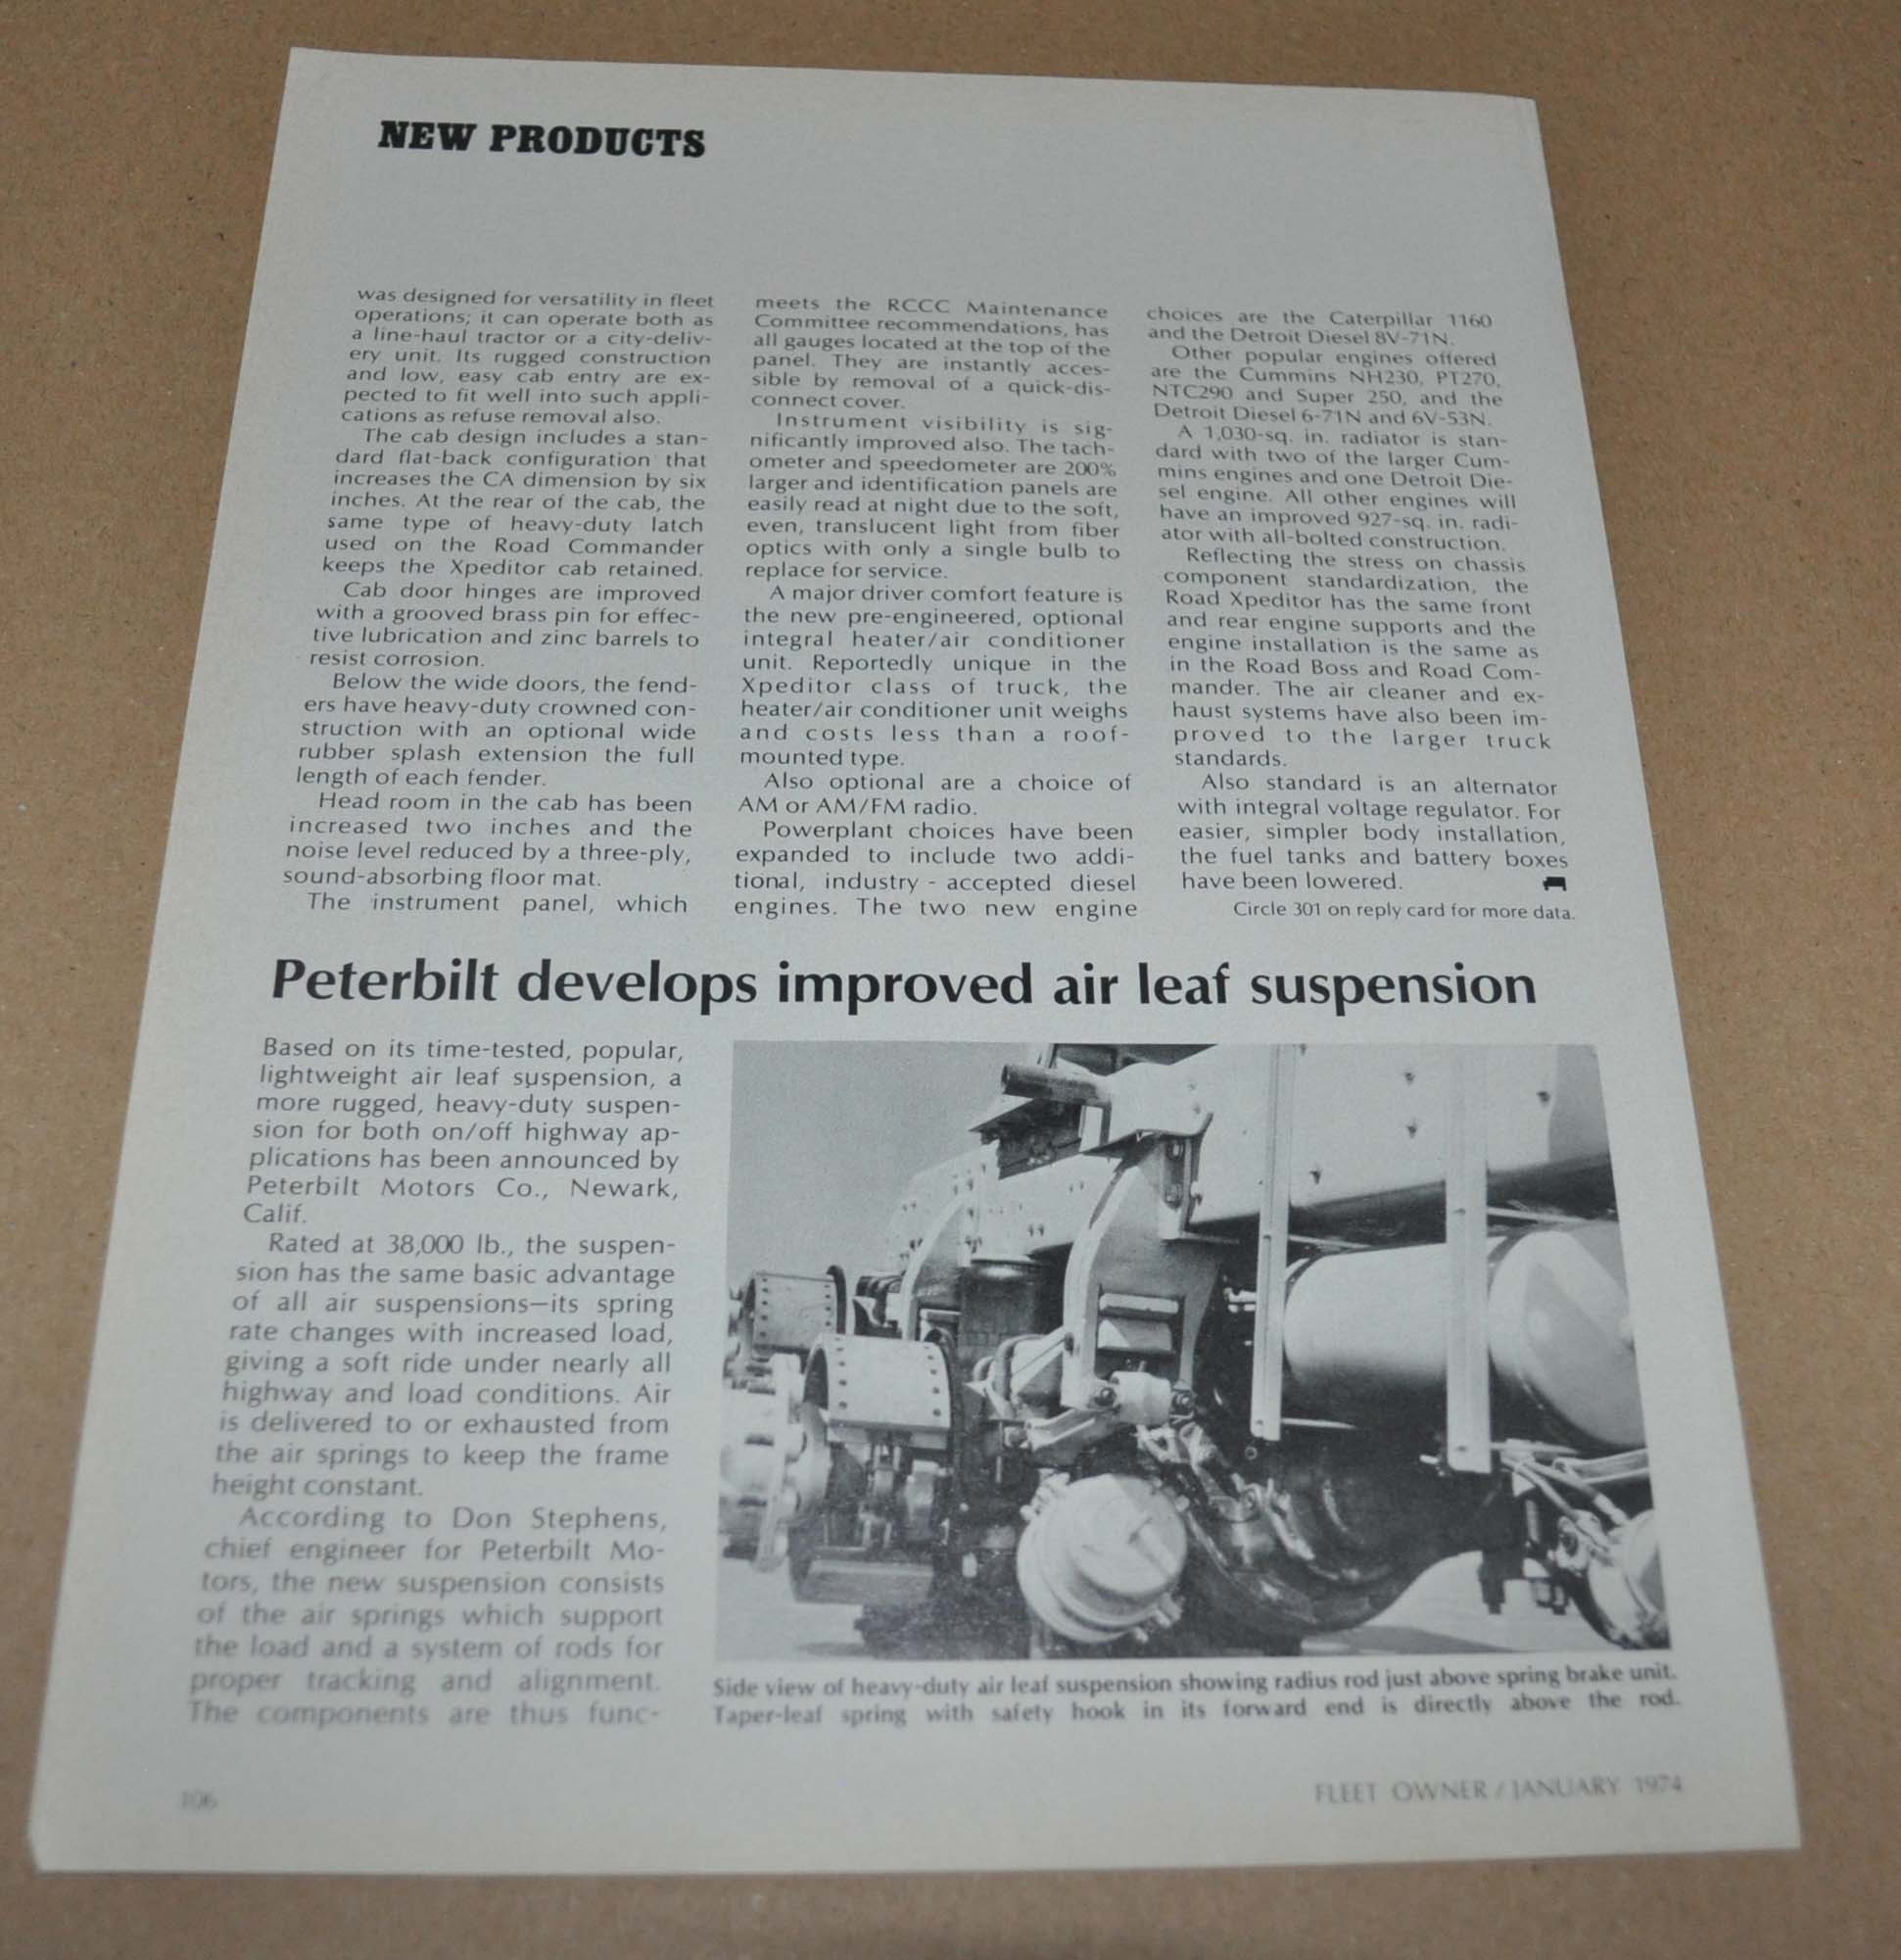 NEW PRODUCTS
was designed for versatility in fleet
operations; it can operate both as
a line-haul tractor or a city-deliv-
ery unit. Its rugged construction
and low, easy cab entry are ex-
pected to fit well into such appli-
cations as refuse removal also.
The cab design includes a stan-
dard flat-back configuration that
increases the CA dimension by six
inches. At the rear of the cab, the
same type of heavy-duty latch
used on the Road Commander
keeps the Xpeditor cab retained.
Cab door hinges are improved
with a grooved brass pin for effec-
tive lubrication and zinc barrels to
resist corrosion.
Below the wide doors, the fend-
ers have heavy-duty crowned con-
struction with an optional wide
rubber splash extension the full
length of each fender.
Head room in the cab has been
increased two inches and the
noise level reduced by a three-ply,
sound-absorbing floor mat.
The instrument panel, which
meets the RCCC Maintenance
Committee recommendations, has
all gauges located at the top of the
panel. They are instantly acces-
sible by removal of a quick-dis-
connect cover.
Instrument visibility is sig-
nificantly improved also. The tach-
ometer and speedometer are 200%
larger and identification panels are
easily read at night due to the soft,
even, translucent light from fiber
optics with only a single bulb to
replace for service.
A major driver comfort feature is
the new pre-engineered, optional
integral heater/air conditioner
unit. Reportedly unique in the
Xpeditor class of truck, the
heater/air conditioner unit weighs
and costs less than a roof-
mounted type.
Also optional are a choice of
AM or AM/FM radio.
Powerplant choices have been
expanded to include two addi-
tional, industry - accepted diesel
engines. The two new engine
choices are the Caterpillar 1160
and the Detroit Diesel 8V-71N.
Other popular engines offered
are the Cummins NH230, PT270,
NTC290 and Super 250, and the
Detroit Diesel 6-71N and 6V-53N.
A 1,030-sq. in. radiator is stan-
dard with two of the larger Cum-
mins engines and one Detroit Die-
sel engine. All other engines will
have an improved 927-sq. in. radi-
ator with all-bolted construction.
Reflecting the stress on chassis
component standardization, the
Road Xpeditor has the same front
and rear engine supports and the
engine installation is the same as
in the Road Boss and Road Com-
mander. The air cleaner and ex-
haust systems have also been im-
proved to the larger truck
standards.
Also standard is an alternator
with integral voltage regulator. For
easier, simpler body installation,
the fuel tanks and battery boxes
have been lowered.
Circle 301 on reply card for more data.
Peterbilt develops improved air leaf suspension
Based on its time-tested, popular,
lightweight air leaf suspension, a
more rugged, heavy-duty suspen-
sion for both on/off highway ap-
plications has been announced by
Peterbilt Motors Co., Newark,
Calif.
Rated at 38,000 lb., the suspen-
sion has the same basic advantage
of all air suspensions—its spring
rate changes with increased load,
giving a soft ride under nearly all
highway and load conditions. Air
is delivered to or exhausted from
the air springs to keep the frame
height constant.
According to Don Stephens,
chief engineer for Peterbilt Mo-
tors, the new suspension consists
of the air springs which support
the load and a system of rods for
proper tracking and alignment.
The components are thus func-
Side view of heavy-duty air leaf suspension showing radius rod just above spring brake unit.
Taper-leaf spring with safety hook in its forward end is directly above the rod.
106
FLEET OWNER / JANUARY 1974